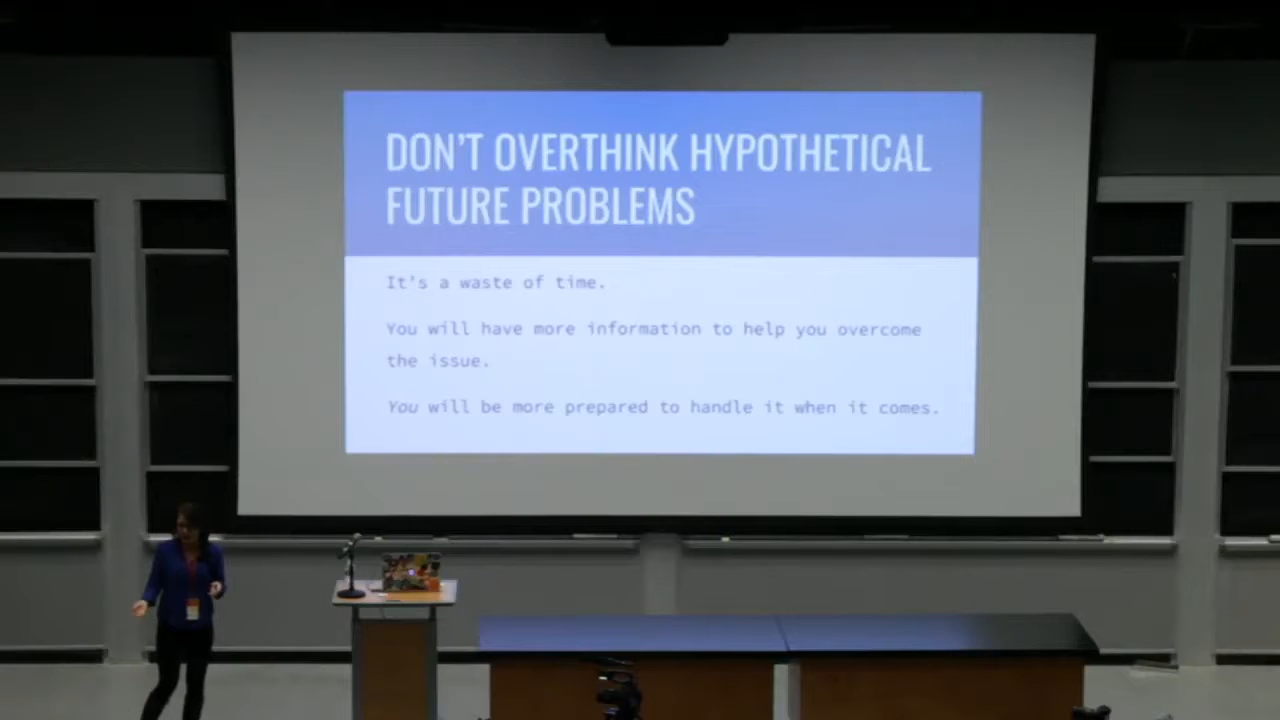 DON'T OVERTHINK HYPOTHETICAL
FUTURE PROBLEMS
It's a waste of time.
You will have more information to help you overcome
the issue.
You will be more prepared to handle it when it comes.